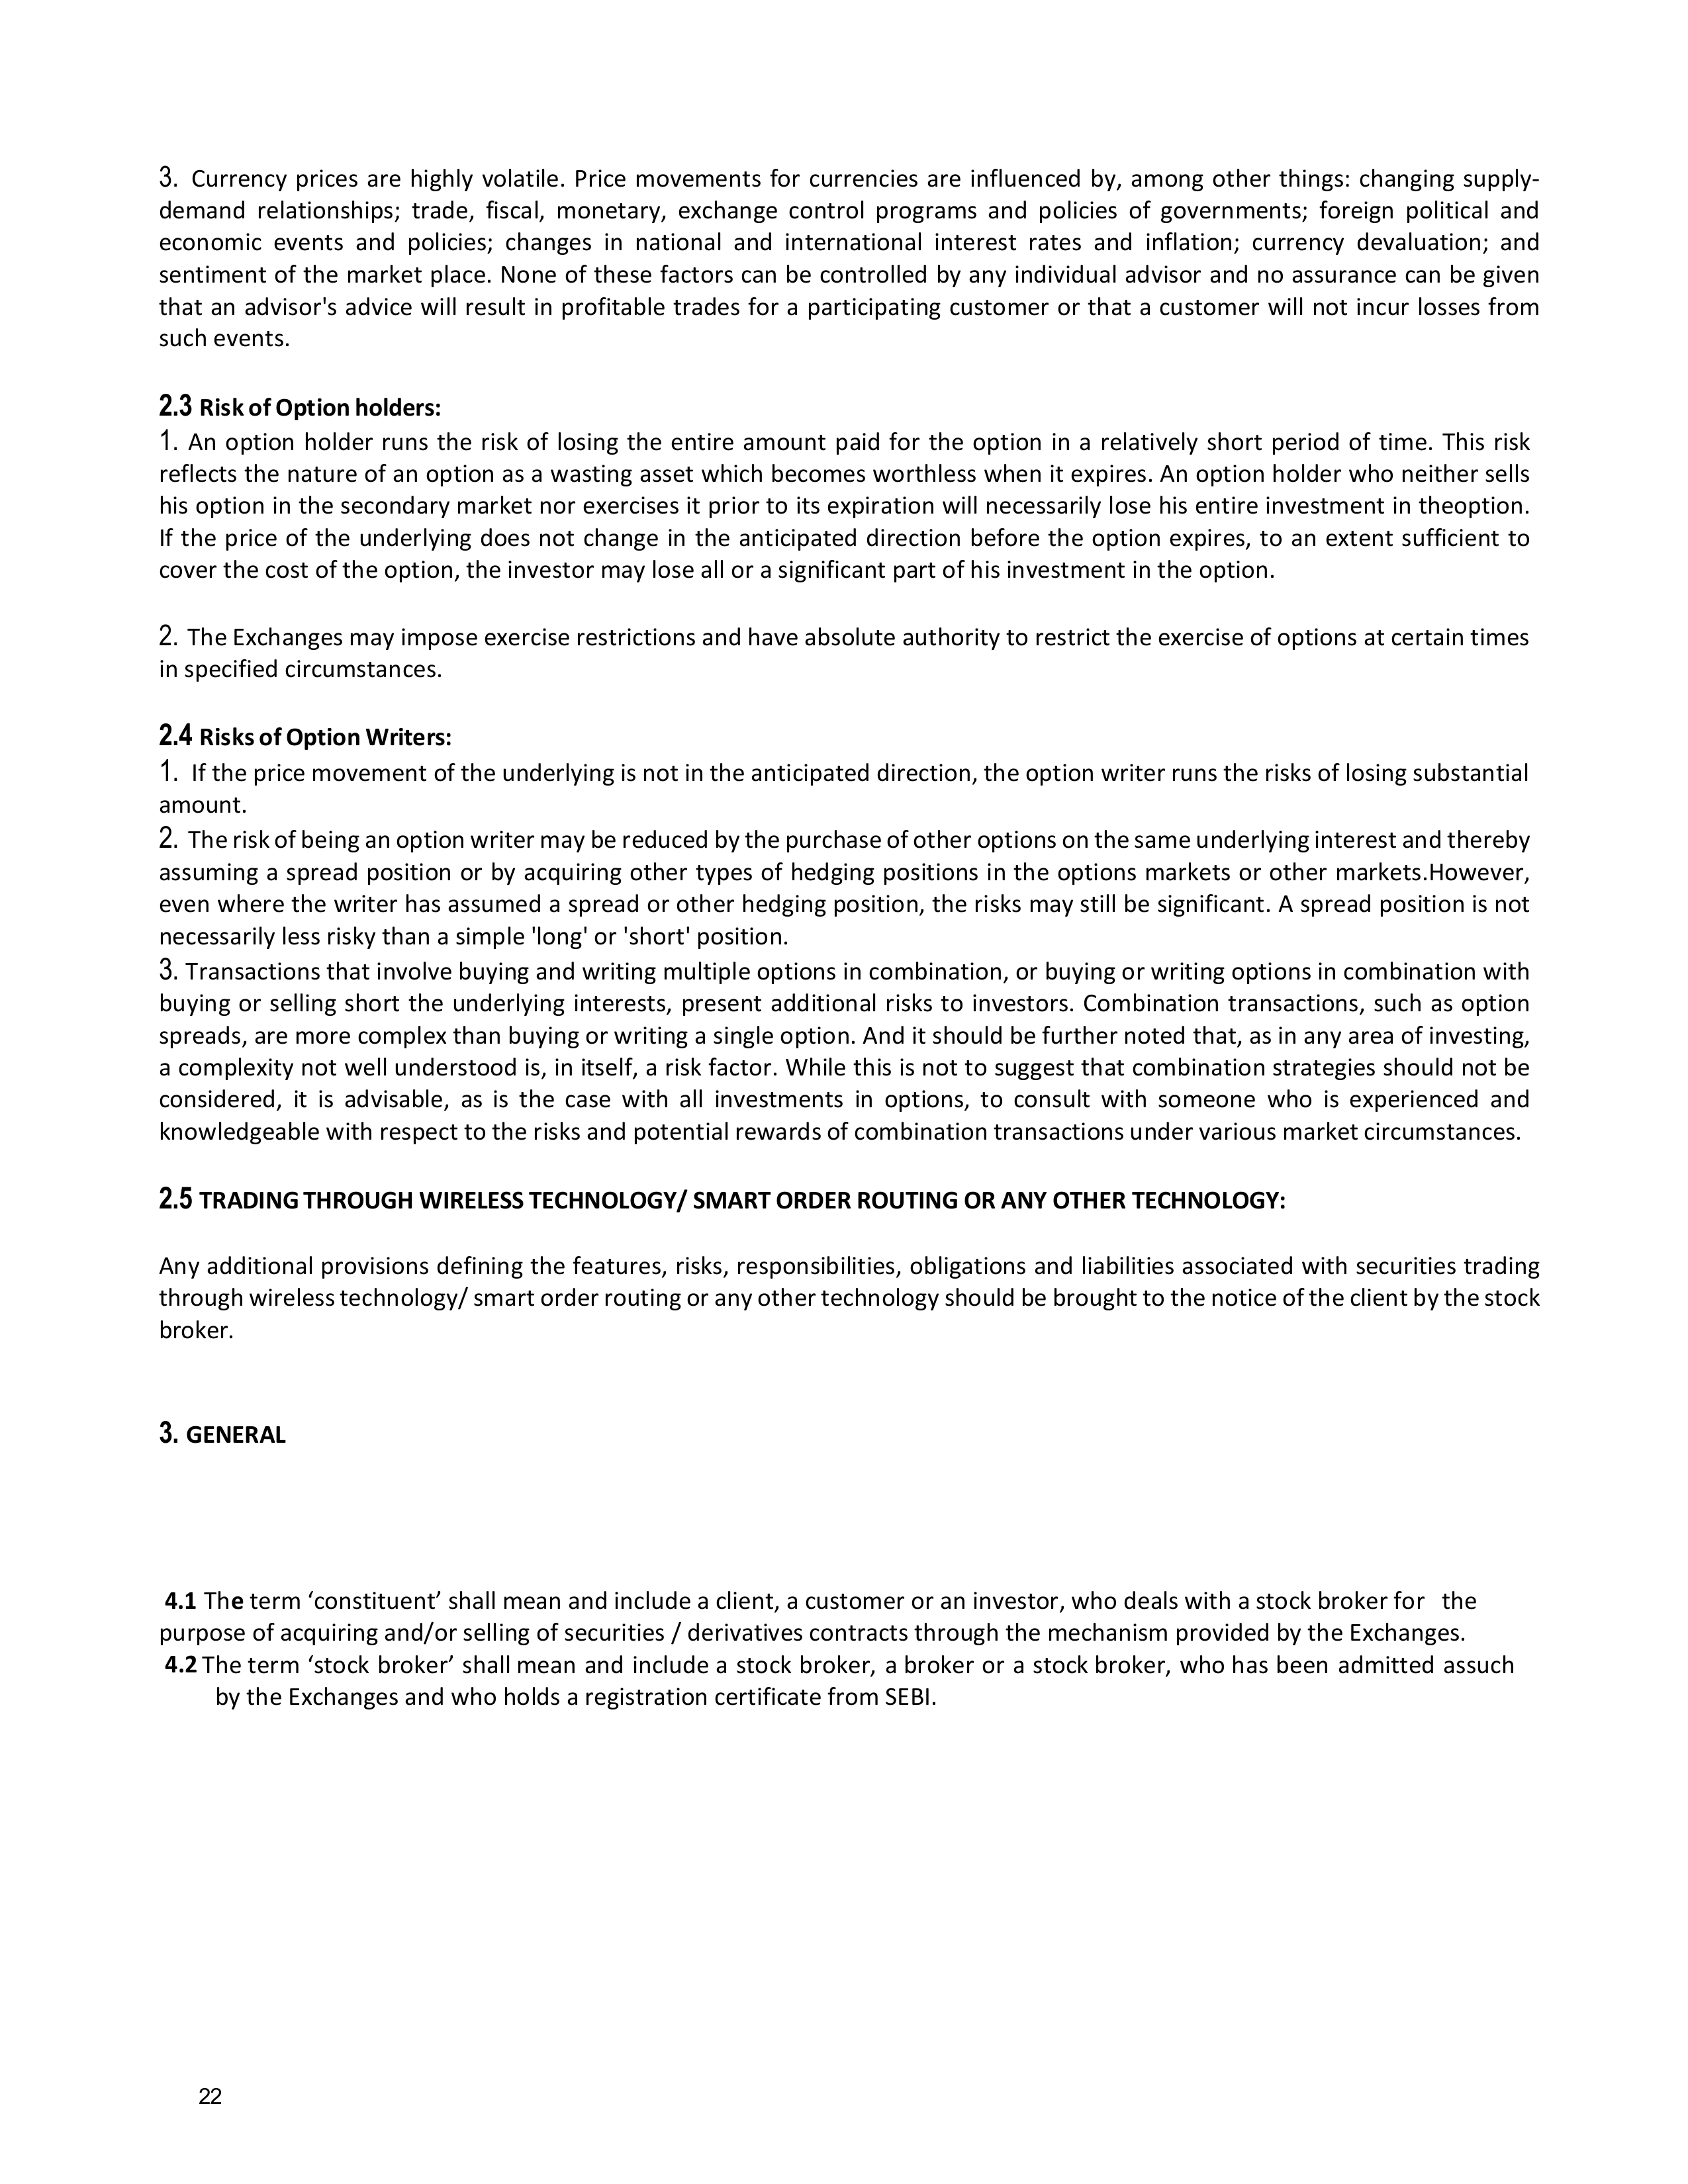 3. Currency prices are highly volatile. Price movements for currencies are influenced by, among other things: changing supply-
demand relationships; trade, fiscal, monetary, exchange control programs and policies of governments; foreign political and
economic events and policies; changes in national and international interest rates and inflation; currency devaluation; and
sentiment of the market place. None of these factors can be controlled by any individual advisor and no assurance can be given
that an advisor's advice will result in profitable trades for a participating customer or that a customer will not incur losses from
such events.
2.3 Risk of Option holders:
1. An option holder runs the risk of losing the entire amount paid for the option in a relatively short period of time. This risk
reflects the nature of an option as a wasting asset which becomes worthless when it expires. An option holder who neither sells
his option in the secondary market nor exercises it prior to its expiration will necessarily lose his entire investment in theoption.
If the price of the underlying does not change in the anticipated direction before the option expires, to an extent sufficient to
cover the cost of the option, the investor may lose all or a significant part of his investment in the option.
2. The Exchanges may impose exercise restrictions and have absolute authority to restrict the exercise of options at certain times
in specified circumstances.
2.4 Risks of Option Writers:
1. If the price movement of the underlying is not in the anticipated direction, the option writer runs the risks of losing substantial
amount.
2. The risk of being an option writer may be reduced by the purchase of other options on the same underlying interest and thereby
assuming a spread position or by acquiring other types of hedging positions in the options markets or other markets.However,
even where the writer has assumed a spread or other hedging position, the risks may still be significant. A spread position is not
necessarily less risky than a simple 'long' or 'short' position.
3. Transactions that involve buying and writing multiple options in combination, or buying or writing options in combination with
buying or selling short the underlying interests, present additional risks to investors. Combination transactions, such as option
spreads, are more complex than buying or writing a single option. And it should be further noted that, as in any area of investing,
a complexity not well understood is, in itself, a risk factor. While this is not to suggest that combination strategies should not be
considered, it is advisable, as is the case with all investments in options, to consult with someone who is experienced and
knowledgeable with respect to the risks and potential rewards of combination transactions under various market circumstances.
2.5 TRADING THROUGH WIRELESS TECHNOLOGY/ SMART ORDER ROUTING OR ANY OTHER TECHNOLOGY:
Any additional provisions defining the features, risks, responsibilities, obligations and liabilities associated with securities trading
through wireless technology/ smart order routing or any other technology should be brought to the notice of the client by the stock
broker.
3. GENERAL
4.1 The term ‘constituent’ shall mean and include a client, a customer or an investor, who deals with a stock broker for the
purpose of acquiring and/or selling of securities / derivatives contracts through the mechanism provided by the Exchanges.
4.2 The term ‘stock broker’ shall mean and include a stock broker, a broker or a stock broker, who has been admitted assuch
by the Exchanges and who holds a registration certificate from SEBI.
22